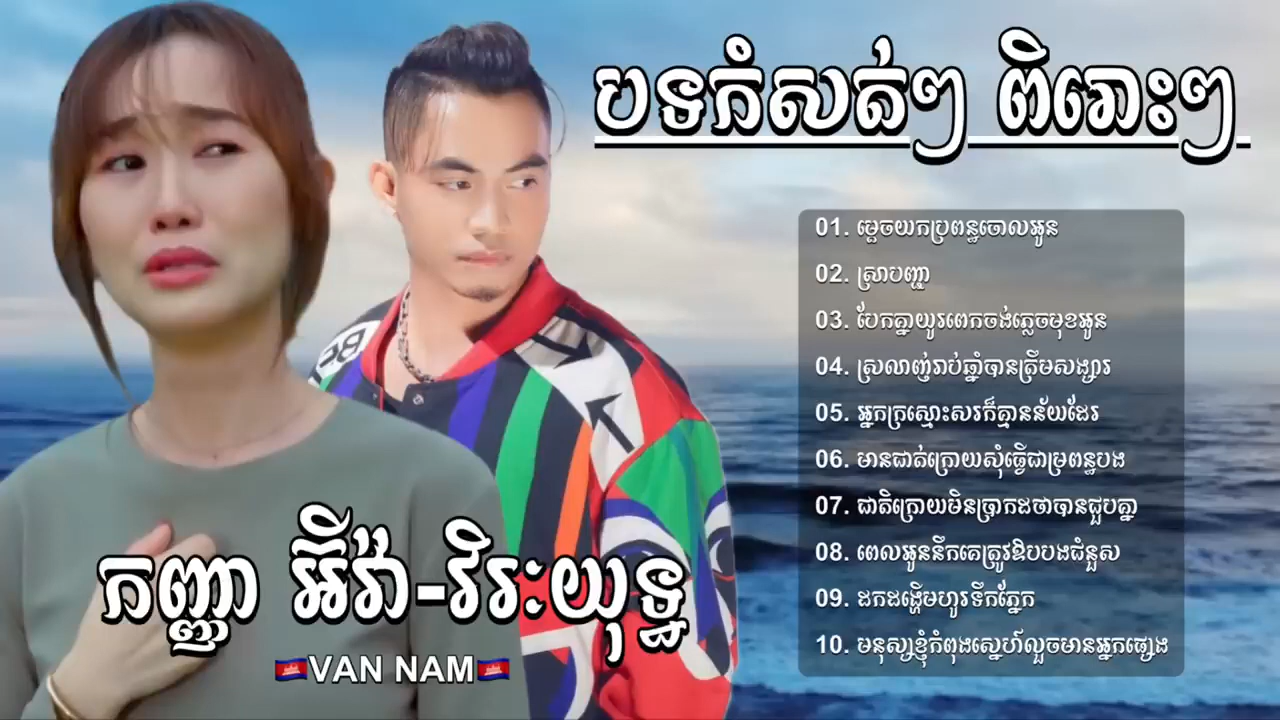 បទកំសត់ៗ ពិរោះៗ
01. ម្ដេចយកប្រពន្ធចោលអូន
02. ស្រាបញ្ជា
03. បែកគ្នាយូរពេកចង់ភ្លេចមុខអូន
04. ស្រលាញ់រាប់ឆ្នាំបានត្រឹមសង្សារ
05. អ្នកក្រស្មោះសរក៏គ្មានន័យដែរ
06. មានជាត់ក្រោយសុំធ្វើជាម្រពន្ធបង
07. ជាតិក្រោយមិនប្រាកដថាបានជួបគ្នា
08. ពេលអូននឹកគេត្រូវឱបបងជំនួស
09. ដកដង្ហើមហូរទឹកភ្នែក
10. មនុស្សខ្ញុំកំពុងស្នេហ៍លួចមានអ្នកផ្សេង
កញ្ញា អ៊ីវ៉ា-វិរៈយុទ្ធ
VAN NAM